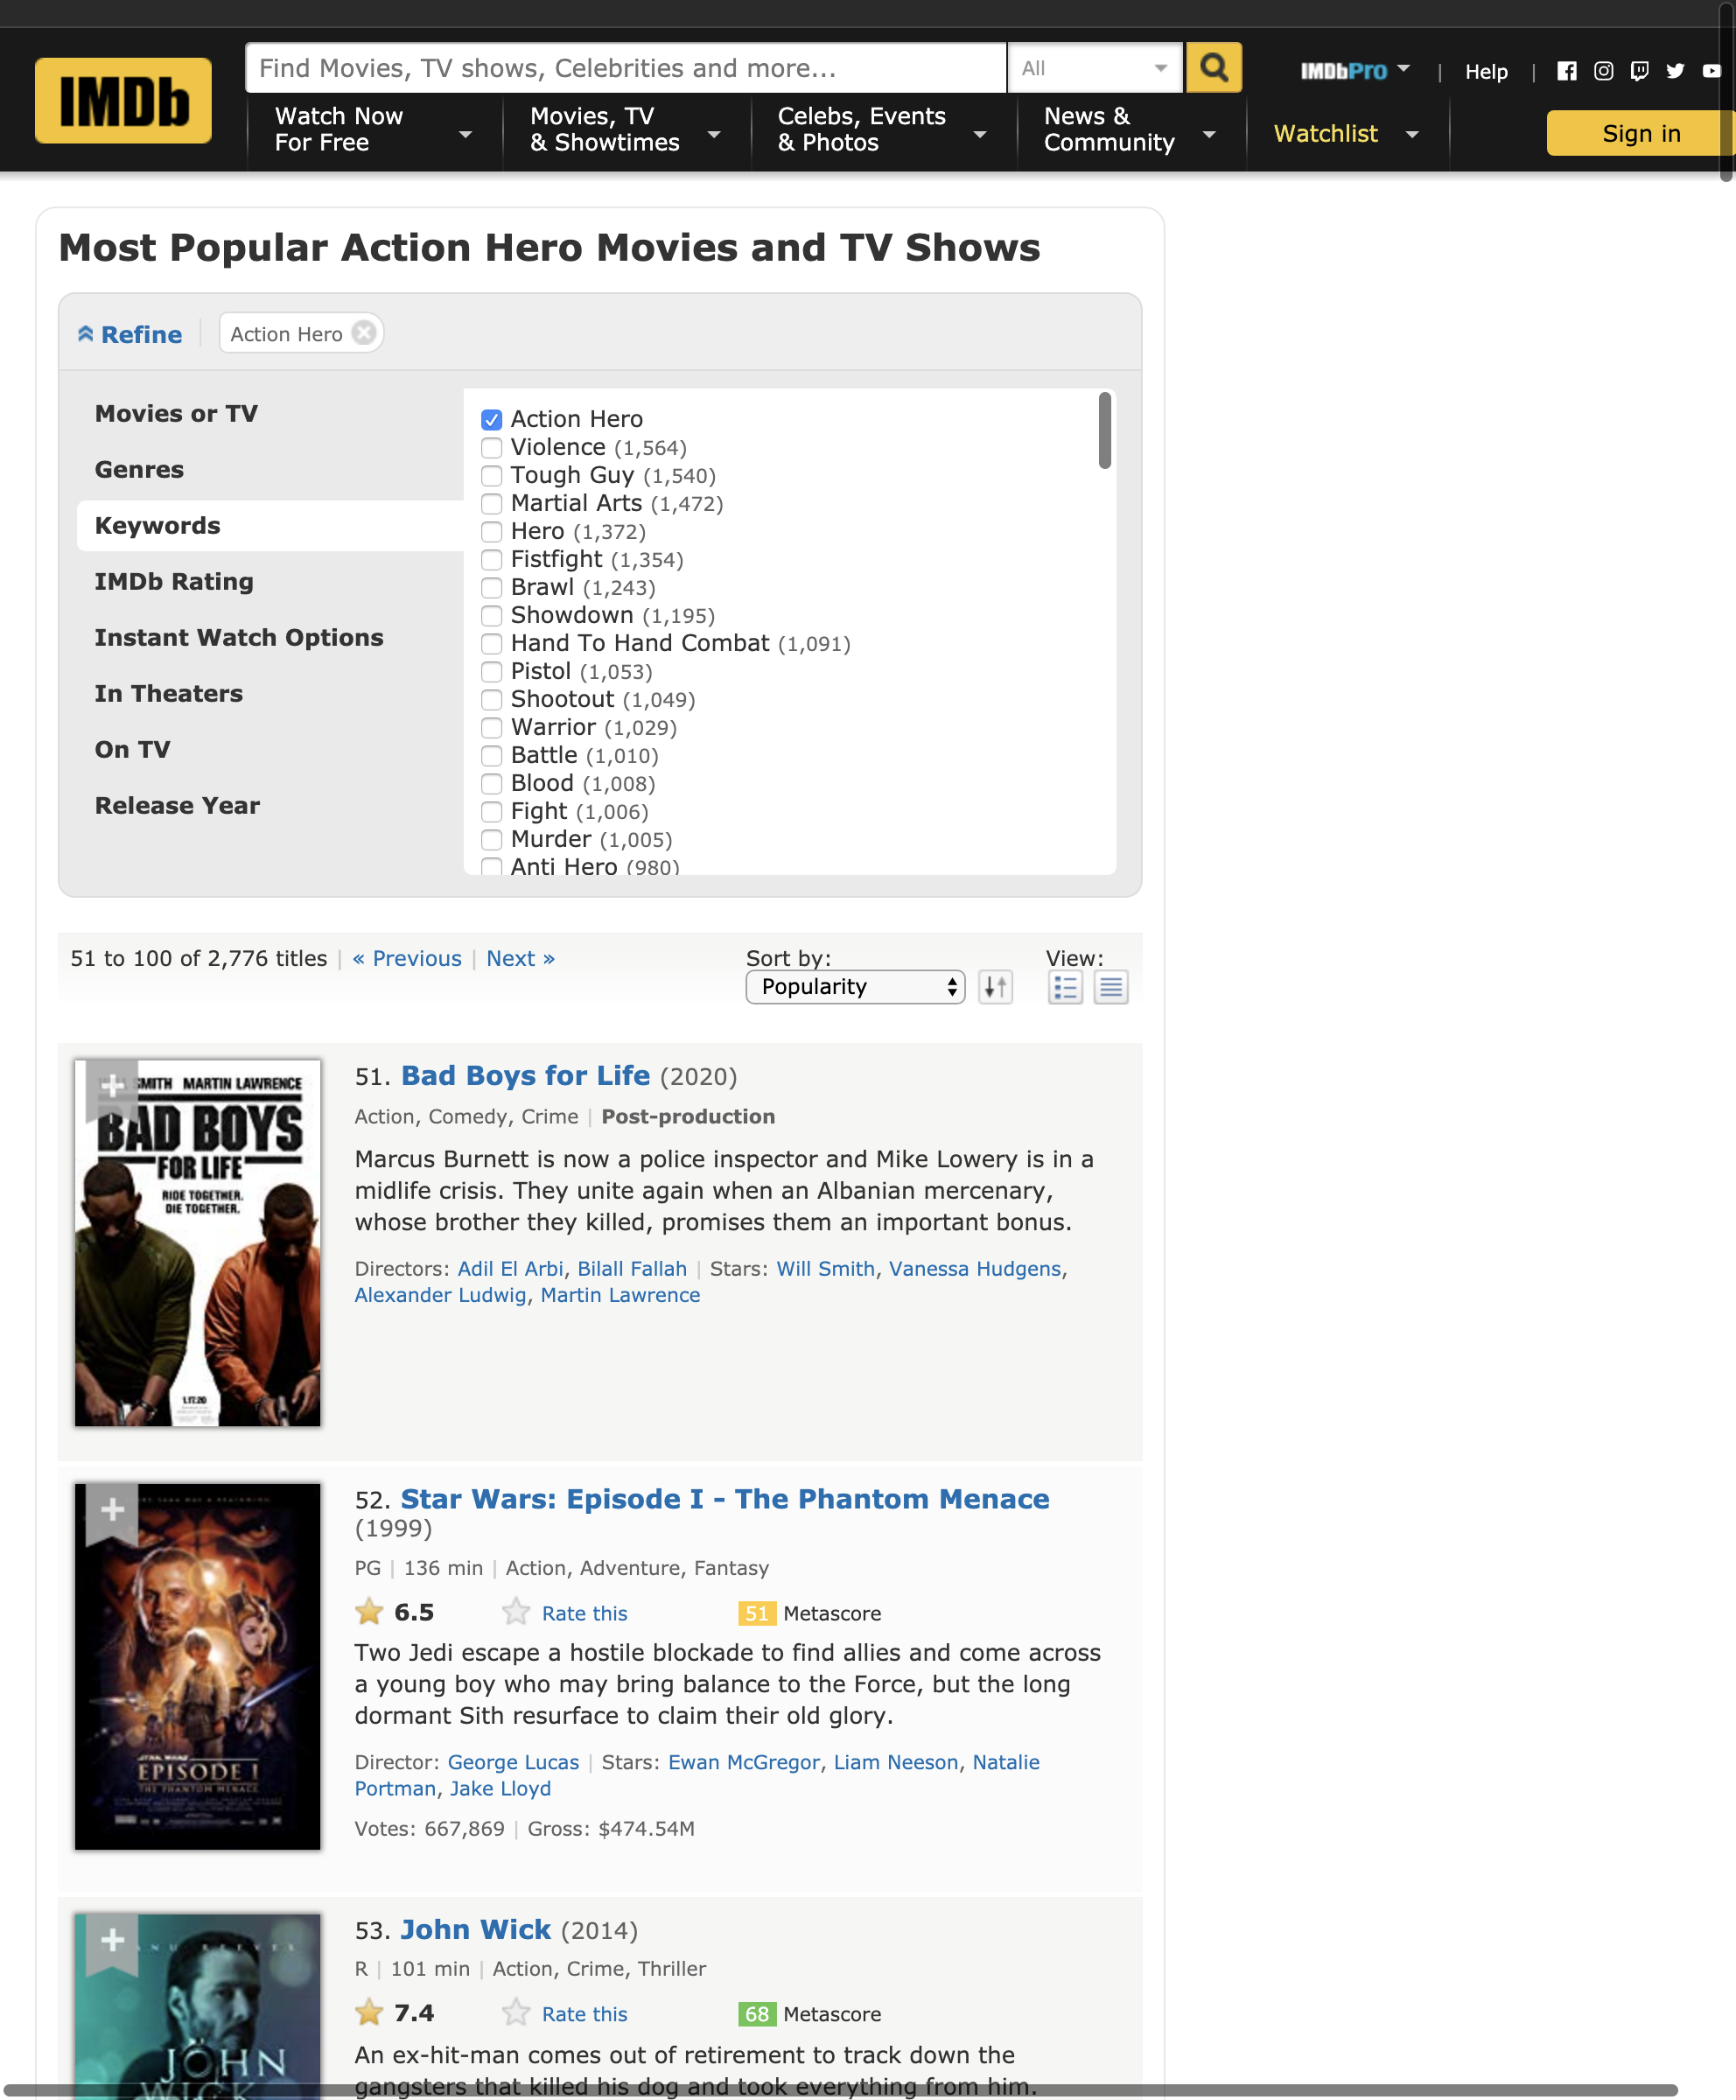 IMDb
Find Movies, TV shows, Celebrities and more...
All
IMDbPro | Help |
Watch Now
For Free
Movies, TV
& Showtimes
Celebs, Events
& Photos
News &
Community
Watchlist
Sign in
Most Popular Action Hero Movies and TV Shows
Refine
Action Hero
Movies or TV
Genres
Keywords
IMDb Rating
Instant Watch Options
In Theaters
On TV
Release Year
Action Hero
Violence (1,564)
Tough Guy (1,540)
Martial Arts (1,472)
Hero (1,372)
Fistfight (1,354)
Brawl (1,243)
Showdown (1,195)
Hand To Hand Combat (1,091)
Pistol (1,053)
Shootout (1,049)
Warrior (1,029)
Battle (1,010)
Blood (1,008)
Fight (1,006)
Murder (1,005)
Anti Hero (980)
51 to 100 of 2,776 titles | « Previous | Next »
Sort by:
Popularity
View:
SMITH MARTIN LAWRENCE
BAD BOYS
FOR LIFE
RIDE TOGETHER.
DIE TOGETHER.
1.17.20
51. Bad Boys for Life (2020)
Action, Comedy, Crime | Post-production
Marcus Burnett is now a police inspector and Mike Lowery is in a
midlife crisis. They unite again when an Albanian mercenary,
whose brother they killed, promises them an important bonus.
Directors: Adil El Arbi, Bilall Fallah | Stars: Will Smith, Vanessa Hudgens,
Alexander Ludwig, Martin Lawrence
STAR WARS
EPISODE I
THE PHANTOM MENACE
52. Star Wars: Episode I - The Phantom Menace
(1999)
PG | 136 min | Action, Adventure, Fantasy
6.5 Rate this 51 Metascore
Two Jedi escape a hostile blockade to find allies and come across
a young boy who may bring balance to the Force, but the long
dormant Sith resurface to claim their old glory.
Director: George Lucas | Stars: Ewan McGregor, Liam Neeson, Natalie
Portman, Jake Lloyd
Votes: 667,869 | Gross: $474.54M
REEVES
JOHN
WICK
53. John Wick (2014)
R | 101 min | Action, Crime, Thriller
7.4 Rate this 68 Metascore
An ex-hit-man comes out of retirement to track down the
gangsters that killed his dog and took everything from him.